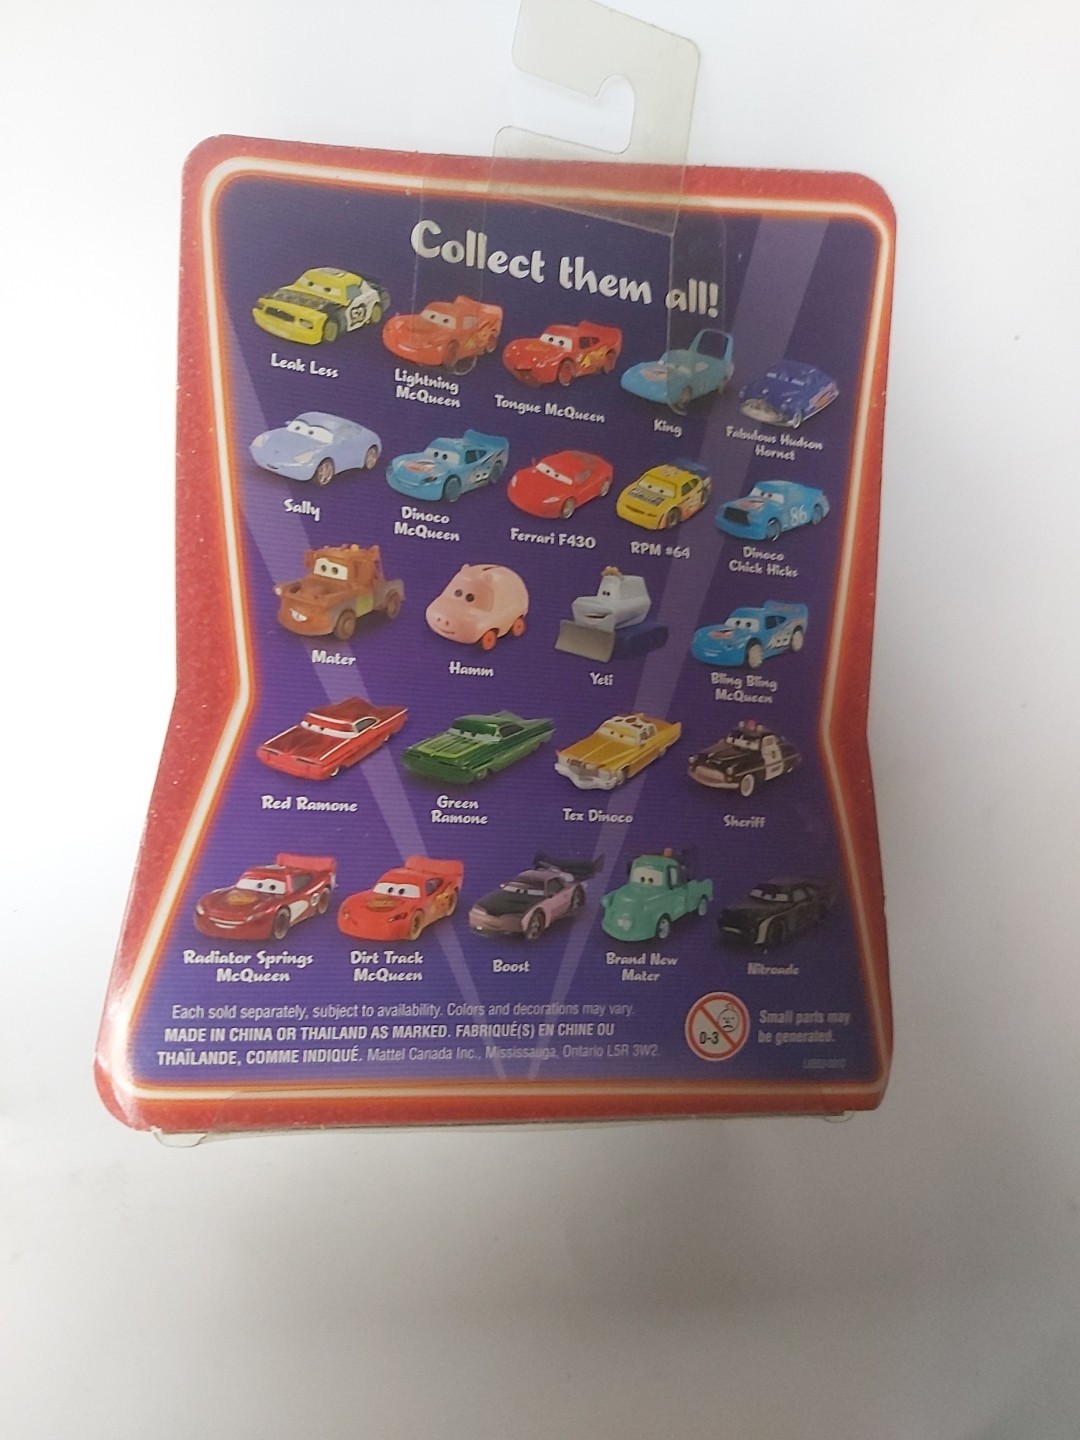 Collect them all!
Leak Less
Lightning
McQueen
Tongue McQueen
King
Fabulous Hudson
Hornet
Sally
Dinoco
McQueen
Ferrari F430
RPM #64
Dinoco
Chick Hicks
Mater
Hamm
Yeti
Bling Bling
McQueen
Red Ramone
Green
Ramone
Tex Dinoco
Sheriff
Radiator Springs
McQueen
Dirt Track
McQueen
Boost
Brand New
Mater
Nitroade
Each sold separately, subject to availability. Colors and decorations may vary.
MADE IN CHINA OR THAILAND AS MARKED. FABRIQUÉ(S) EN CHINE OU
THAÏLANDE, COMME INDIQUÉ. Mattel Canada Inc., Mississauga, Ontario L5R 3W2.
0-3
Small parts may
be generated.
86